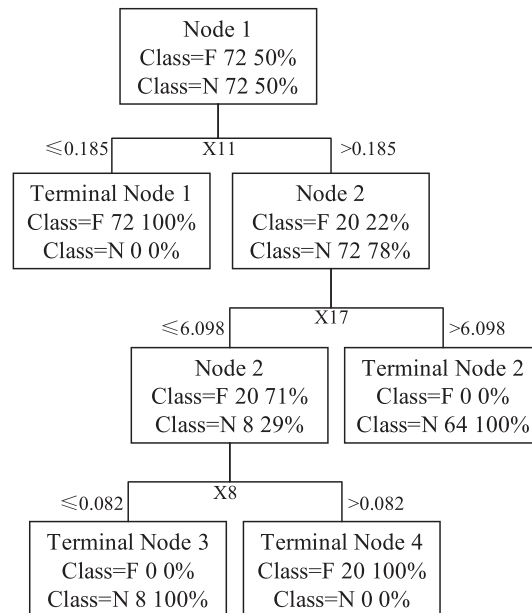 Node 1
Class=F 72 50%
Class=N 72 50%
≤0.185
X11
>0.185
Terminal Node 1
Class=F 72 100%
Class=N 0 0%
Node 2
Class=F 20 22%
Class=N 72 78%
≤6.098
X17
>6.098
Node 2
Class=F 20 71%
Class=N 8 29%
Terminal Node 2
Class=F 0 0%
Class=N 64 100%
≤0.082
X8
>0.082
Terminal Node 3
Class=F 0 0%
Class=N 8 100%
Terminal Node 4
Class=F 20 100%
Class=N 0 0%